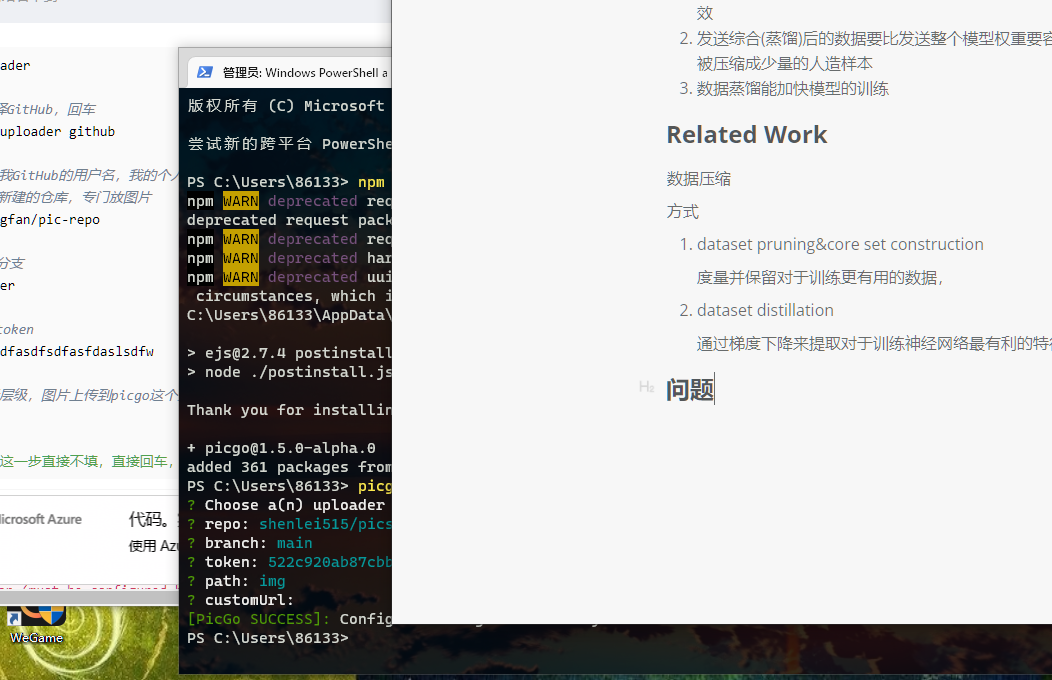 ader
择GitHub，回车
uploader github
我GitHub的用户名，我的个人
新建的仓库，专门放图片
gfan/pic-repo
分支
er
token
dfasdfsdfasfdaslsdfw
层级，图片上传到picgo这个
这一步直接不填，直接回车，
icrosoft Azure
代码。
使用 Azu
WeGame
管理员: Windows PowerShell a
版权所有 (C) Microsoft
尝试新的跨平台 PowerShe
PS C:\Users\86133> npm
npm WARN deprecated req
deprecated request pack
npm WARN deprecated req
npm WARN deprecated har
npm WARN deprecated uui
circumstances, which i
C:\Users\86133\AppData\
> ejs@2.7.4 postinstall
> node ./postinstall.js
Thank you for installin
+ picgo@1.5.0-alpha.0
added 361 packages from
PS C:\Users\86133> picg
? Choose a(n) uploader
? repo: shenlei515/pics
? branch: main
? token: 522c920ab87cbb
? path: img
? customUrl:
[PicGo SUCCESS]: Config
PS C:\Users\86133>
效
2. 发送综合(蒸馏)后的数据要比发送整个模型权重要容
被压缩成少量的人造样本
3. 数据蒸馏能加快模型的训练
Related Work
数据压缩
方式
1. dataset pruning&core set construction
度量并保留对于训练更有用的数据，
2. dataset distillation
通过梯度下降来提取对于训练神经网络最有利的特征
H2 问题